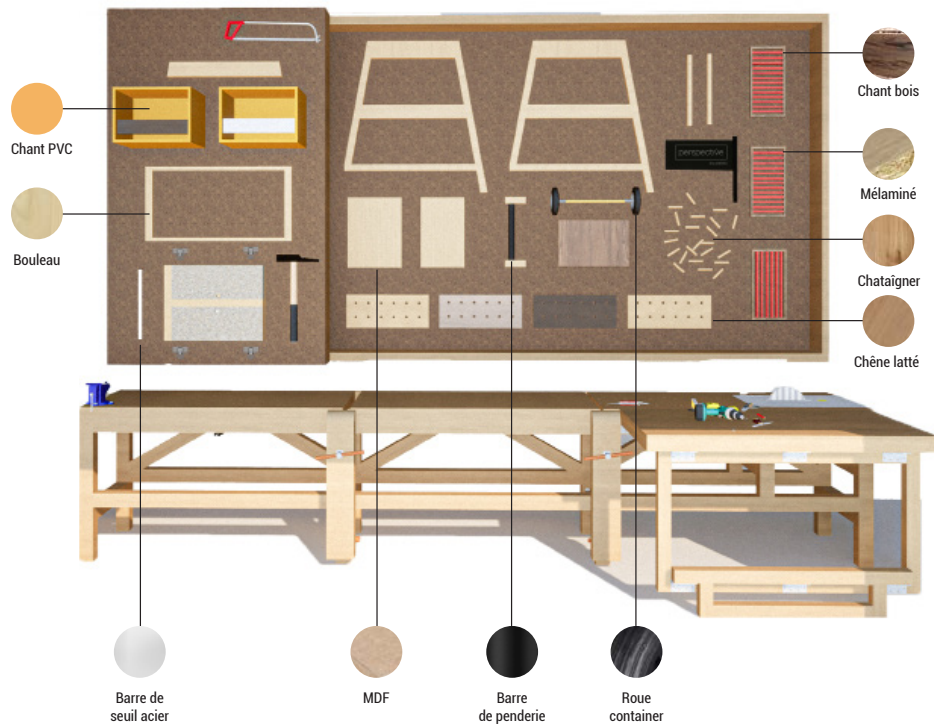 Chant PVC
Bouleau
perspective
Chant bois
Mélaminé
Chataîgner
Chêne latté
Barre de
seuil acier
MDF
Barre
de penderie
Roue
container